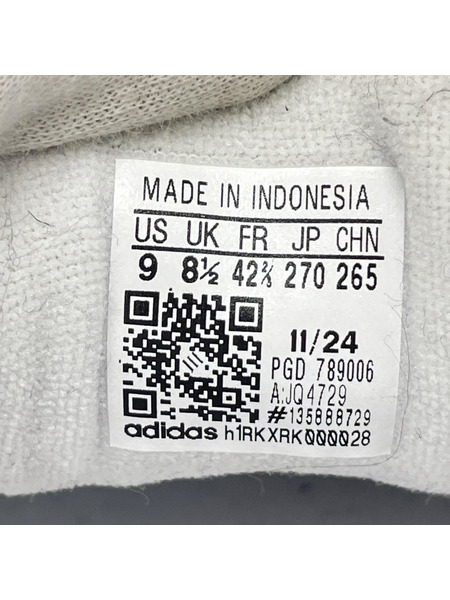 MADE IN INDONESIA
US UK FR JP CHN
9 8½ 42⅔ 270 265
11/24
PGD 789006
A:JQ4729
#135888729
adidas h1RKXRK000028